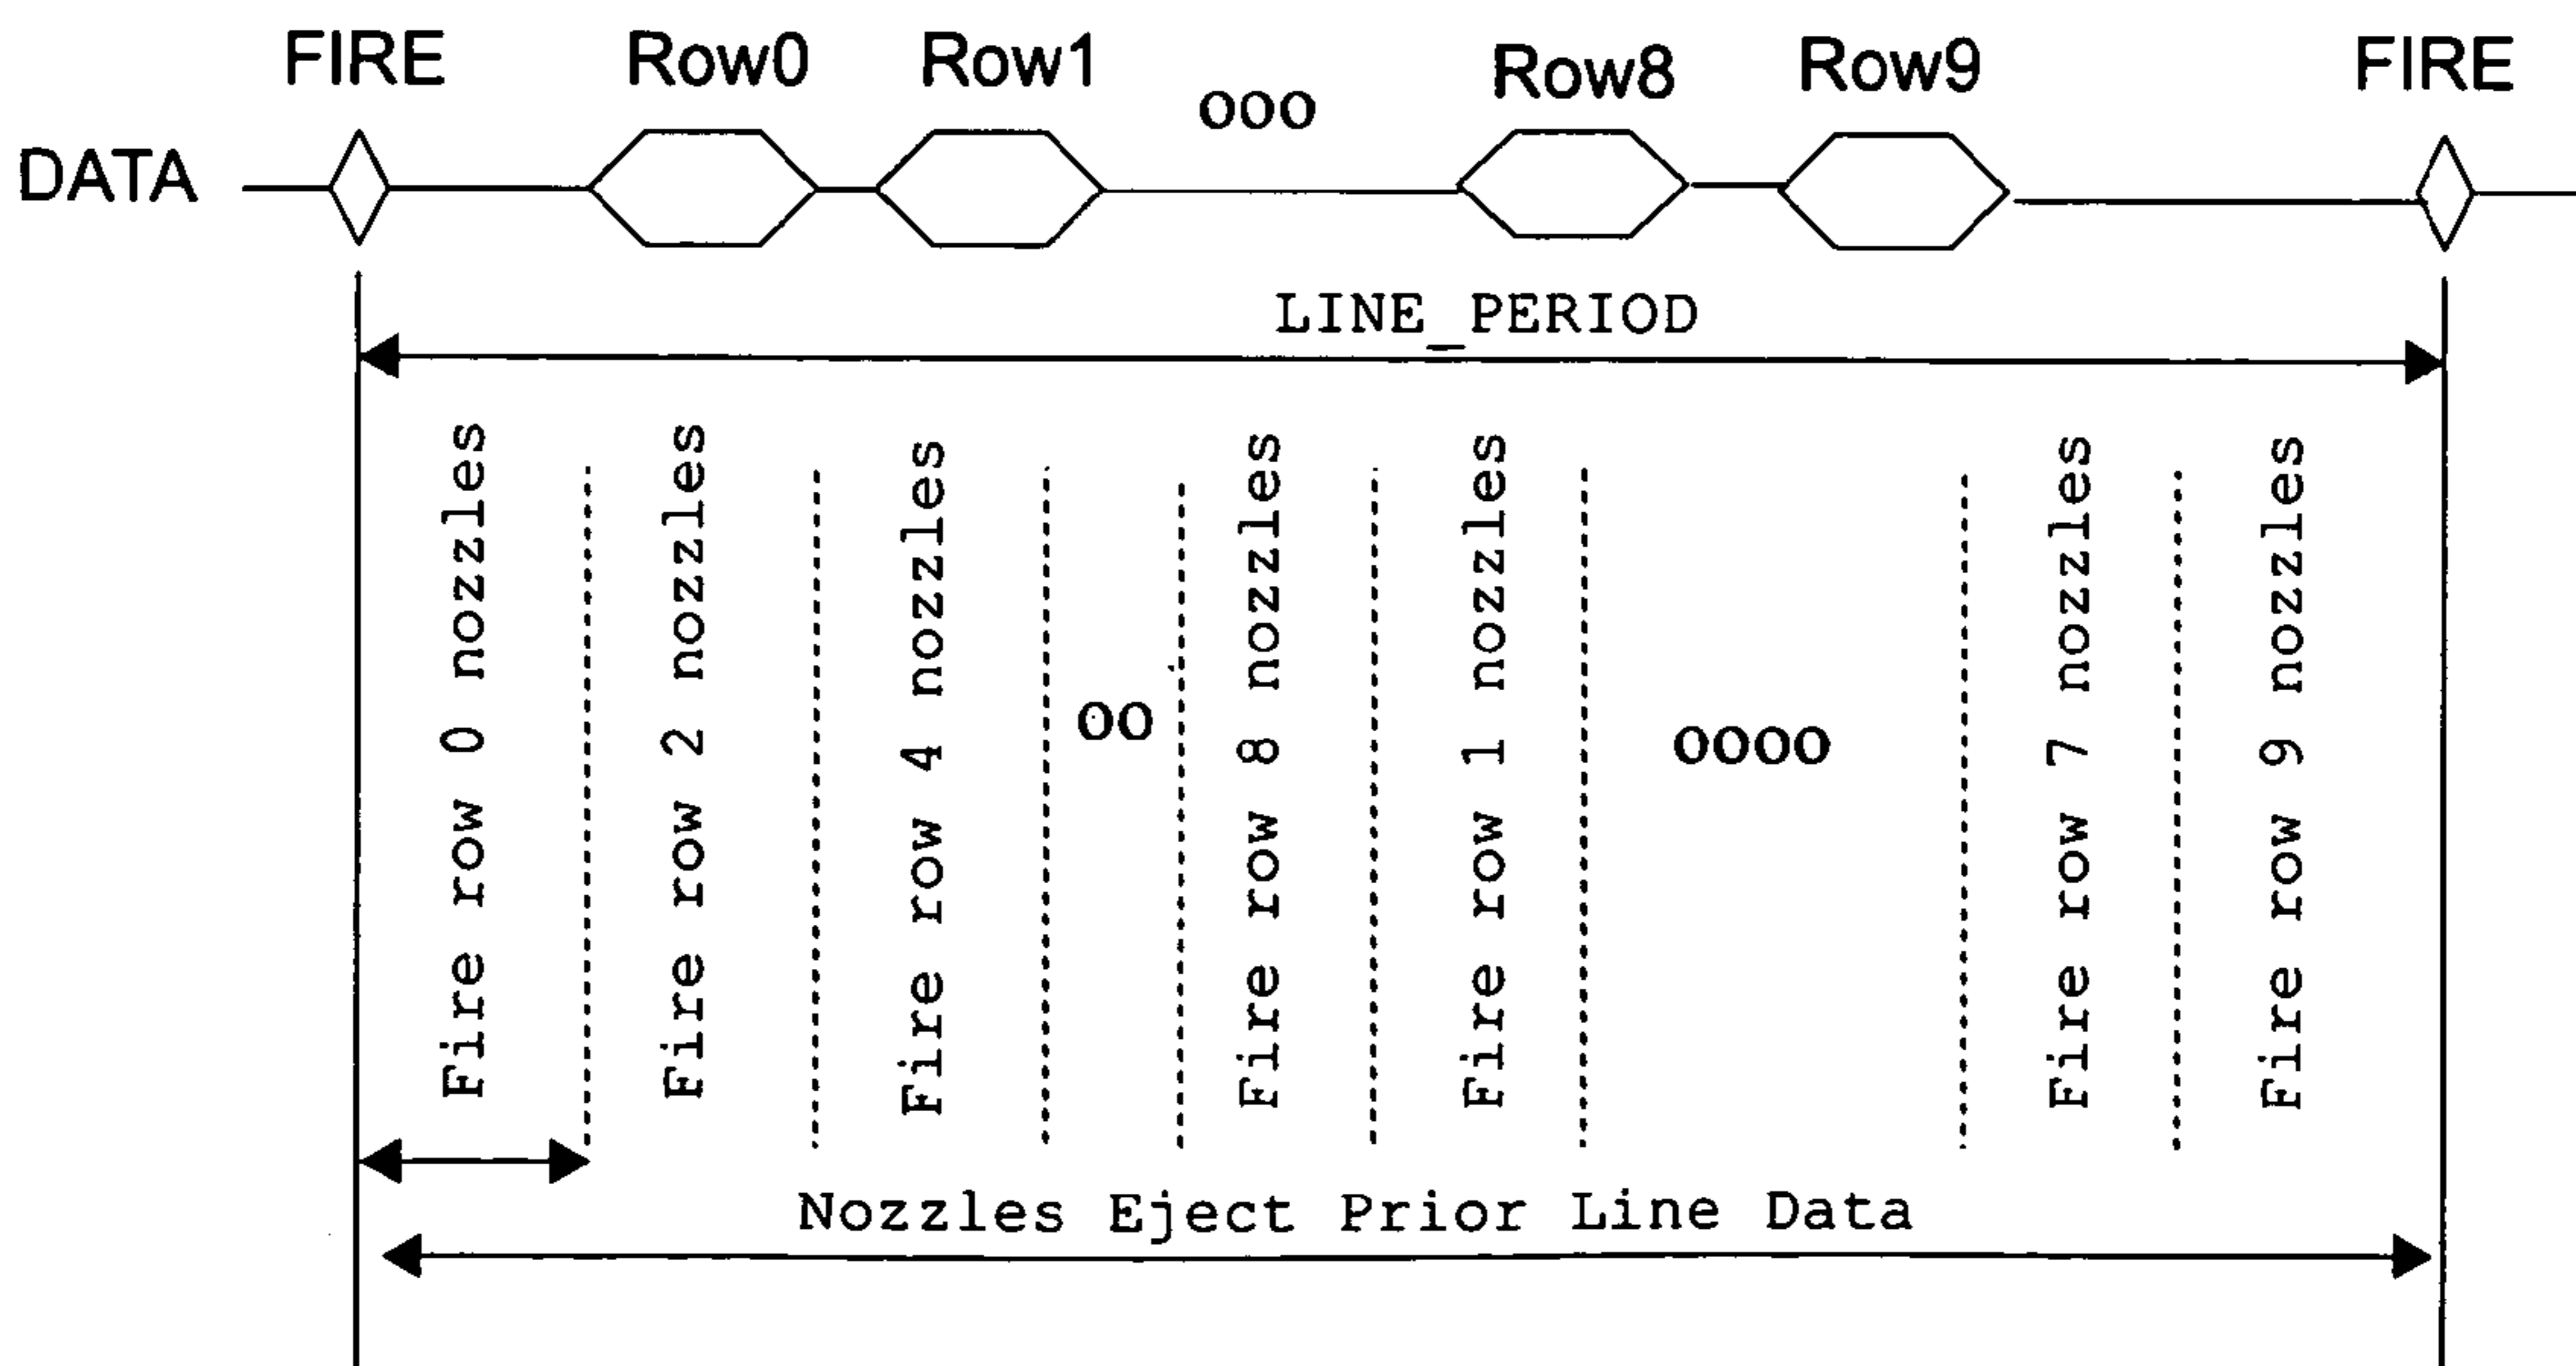 FIRE Row0 Row1 ooo Row8 Row9 FIRE
DATA
LINE_PERIOD
Fire row 0 nozzles
Fire row 2 nozzles
Fire row 4 nozzles
oo
Fire row 8 nozzles
Fire row 1 nozzles
oooo
Fire row 7 nozzles
Fire row 9 nozzles
Nozzles Eject Prior Line Data